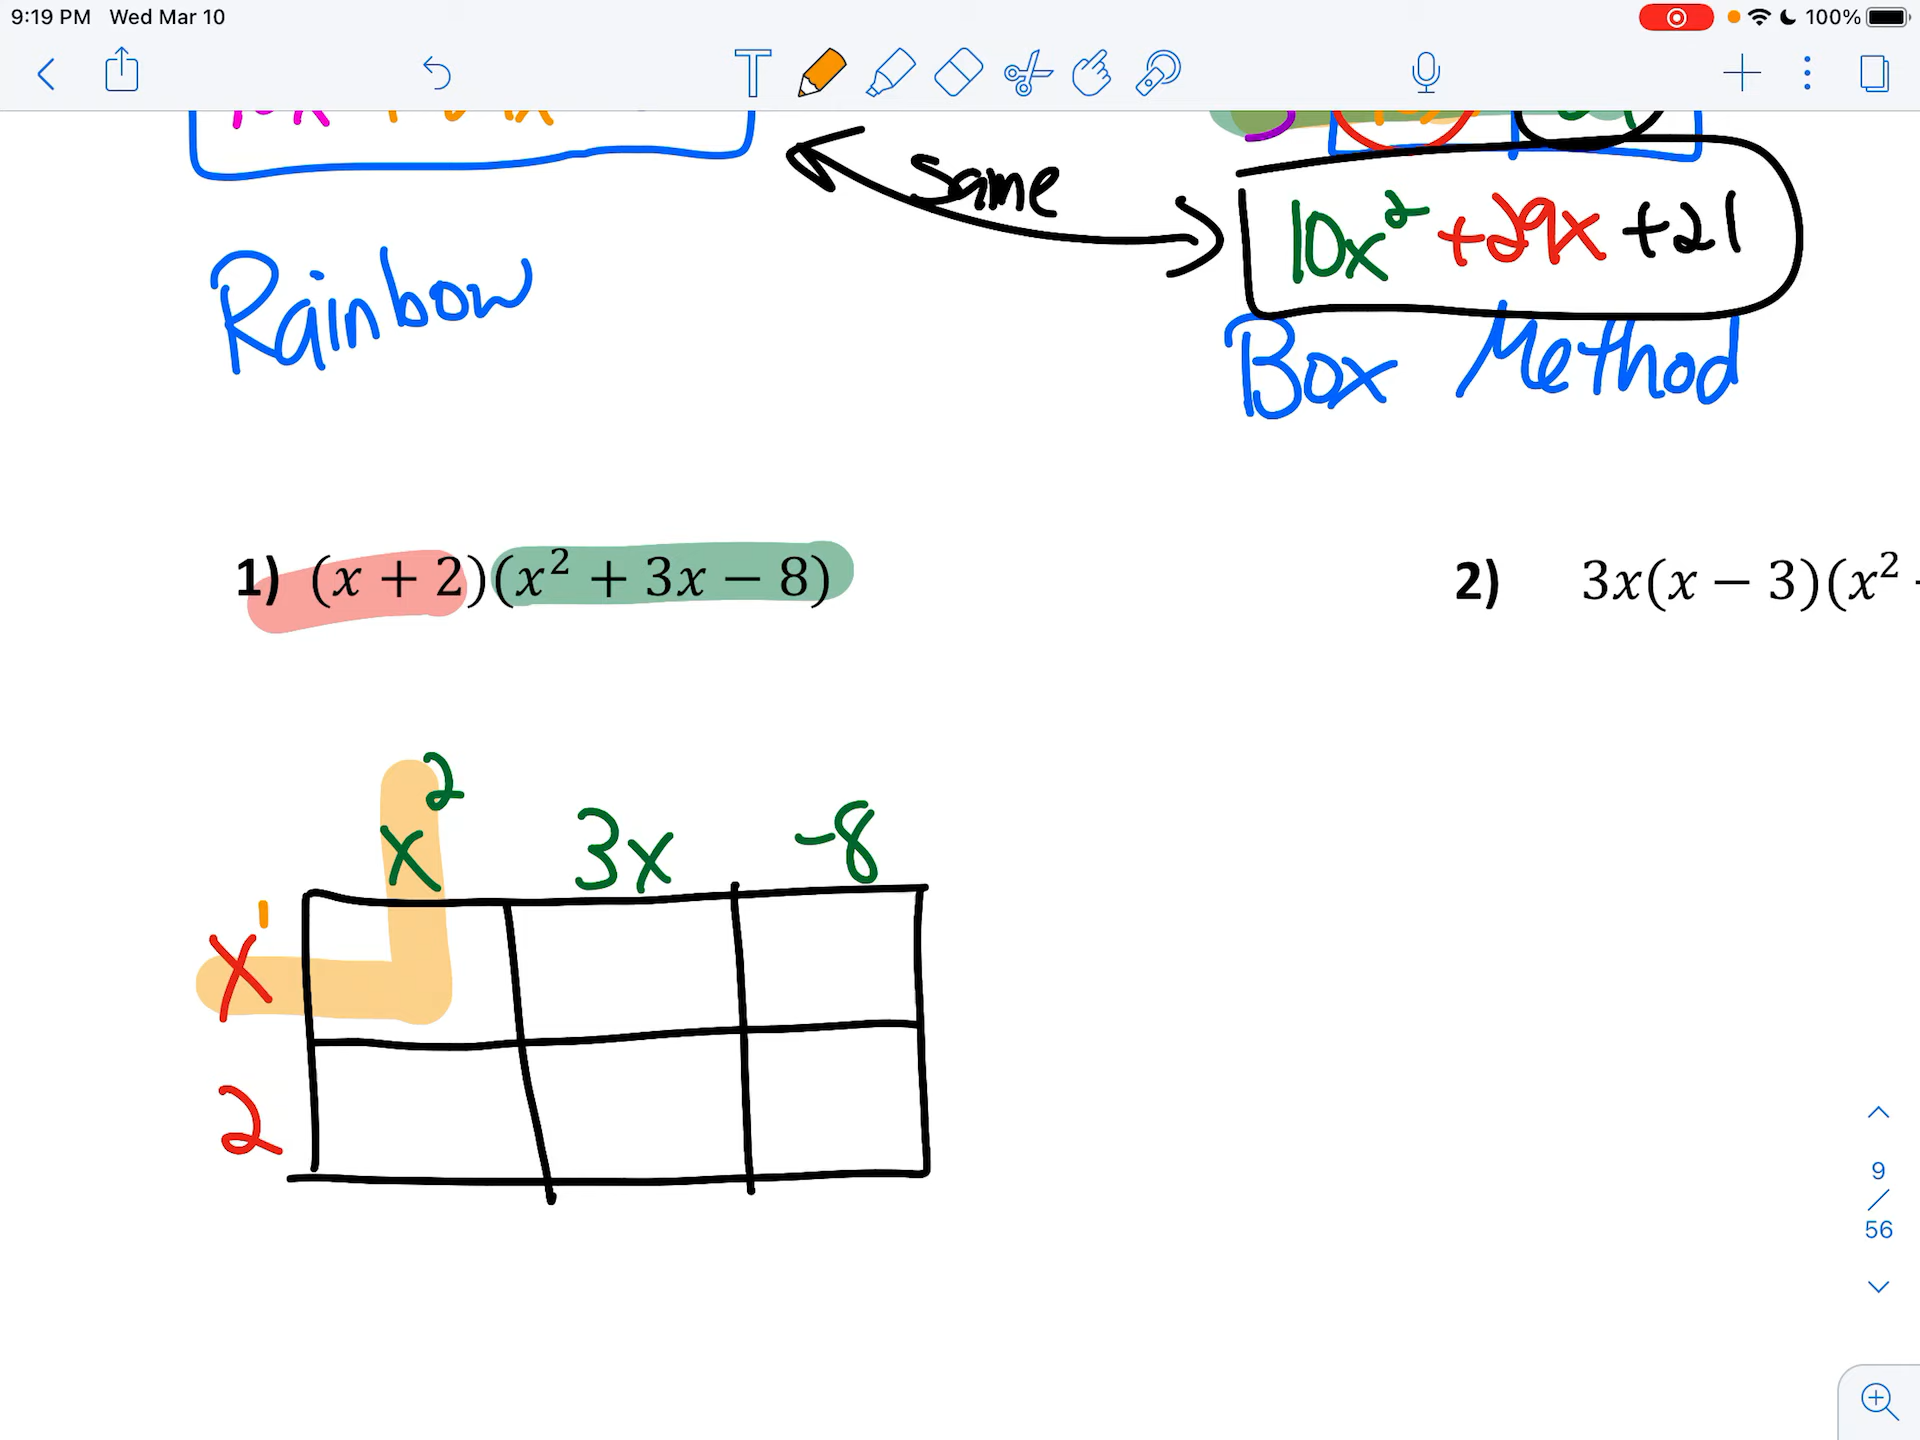 9:19 PM Wed Mar 10
100%
T
Same
10x² +29x +21
Rainbow
Box Method
1) (x + 2)(x² + 3x − 8)
2) 3x(x − 3)(x²
x² 3x -8
x¹
2
9
/
56